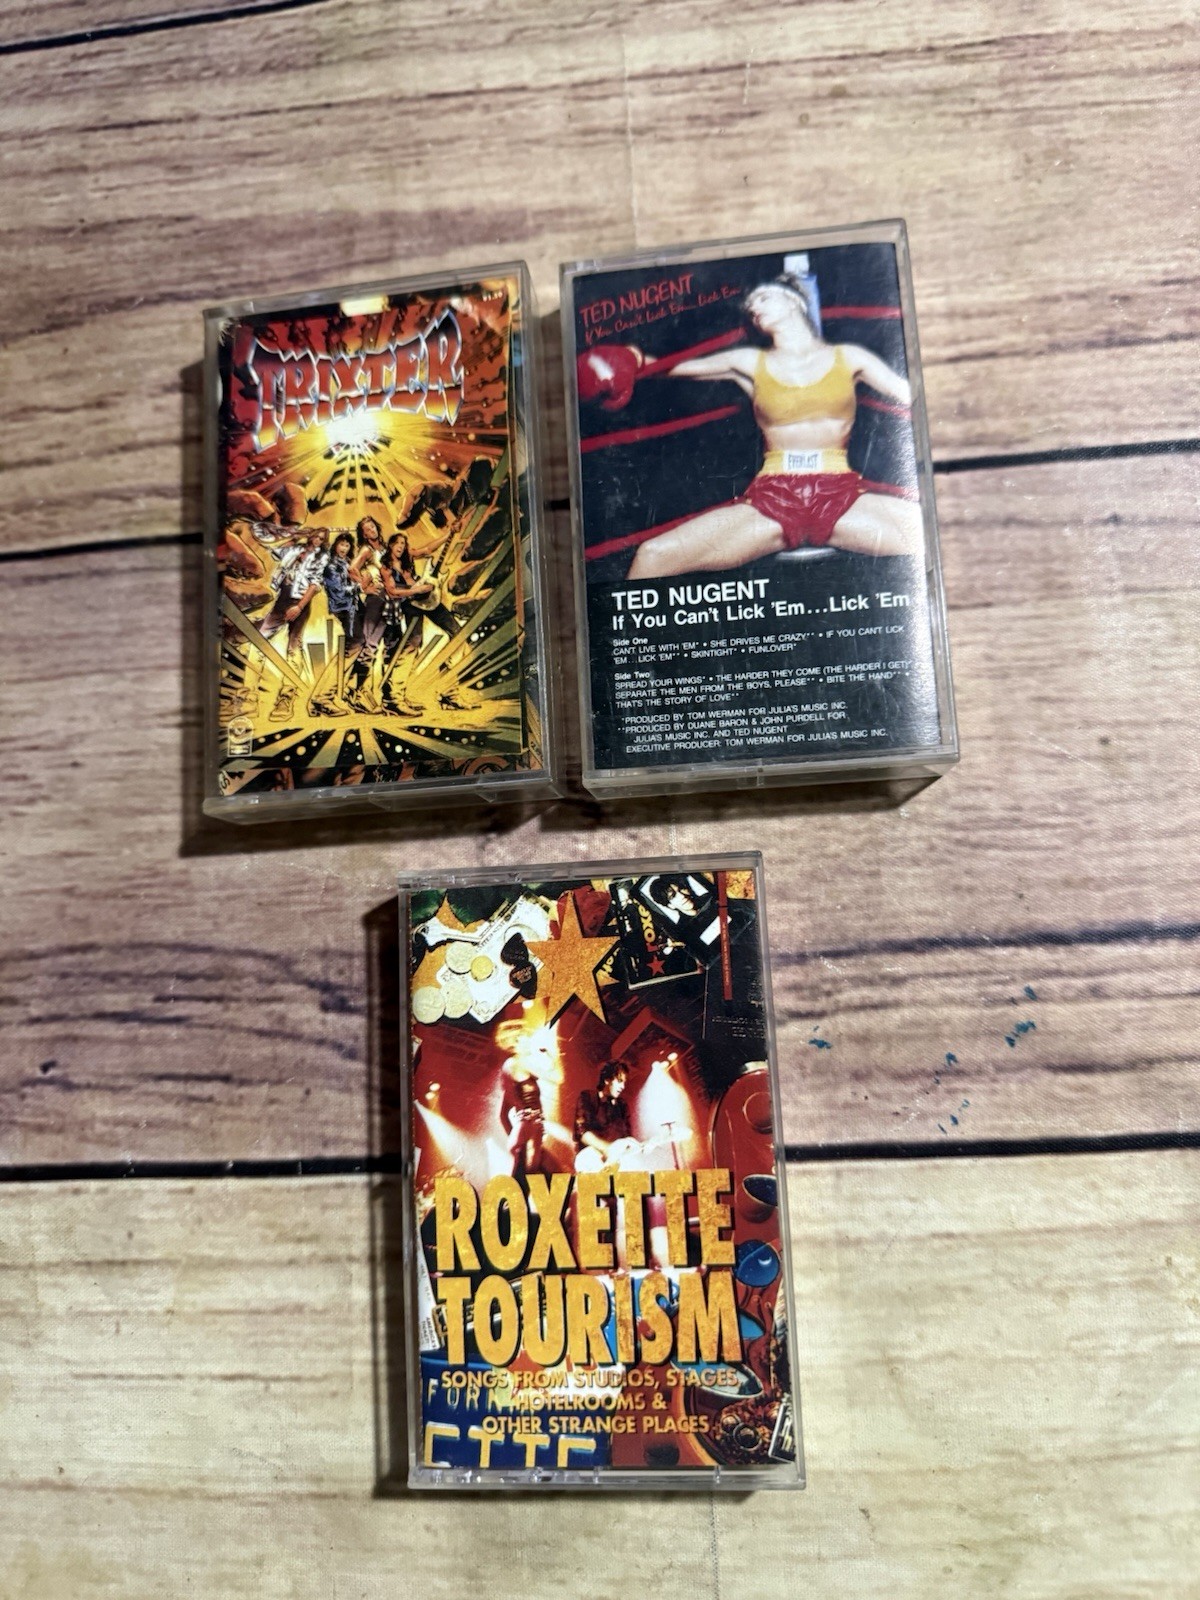 $1.50
TRIXTER
TED NUGENT
If You Can't Lick 'Em... Lick 'Em
EVERLAST
TED NUGENT
If You Can't Lick 'Em...Lick 'Em
Side One
CAN'T LIVE WITH 'EM* • SHE DRIVES ME CRAZY** • IF YOU CAN'T LICK
'EM...LICK 'EM** • SKINTIGHT* • FUNLOVER*
Side Two
SPREAD YOUR WINGS* • THE HARDER THEY COME (THE HARDER I GET)*
SEPARATE THE MEN FROM THE BOYS, PLEASE** • BITE THE HAND** •
THAT'S THE STORY OF LOVE**
*PRODUCED BY TOM WERMAN FOR JULIA'S MUSIC INC.
**PRODUCED BY DUANE BARON & JOHN PURDELL FOR
JULIA'S MUSIC INC. AND TED NUGENT
EXECUTIVE PRODUCER: TOM WERMAN FOR JULIA'S MUSIC INC.
ROXETTE
TOURISM
SONGS FROM STUDIOS, STAGES,
HOTELROOMS &
OTHER STRANGE PLACES